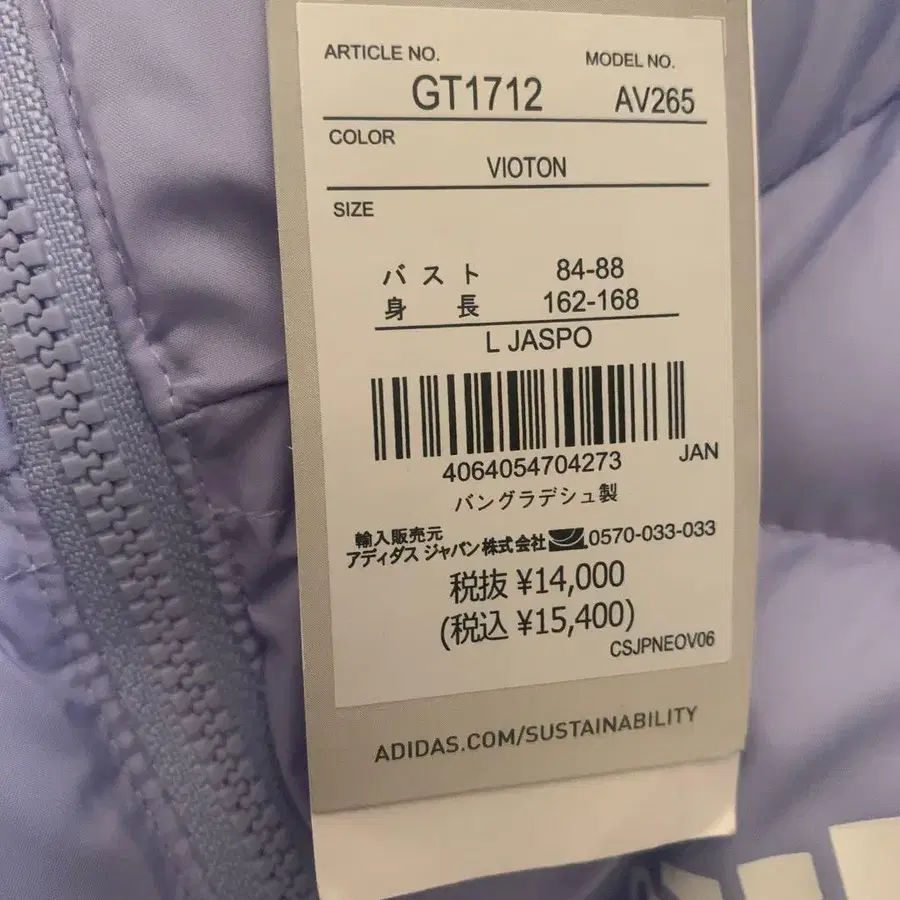 ARTICLE NO. MODEL NO.
GT1712 AV265
COLOR
VIOTON
SIZE
バスト 84-88
身長 162-168
L JASPO
4064054704273 JAN
バングラデシュ製
輸入販売元
アディダス ジャパン株式会社 0570-033-033
税抜 ¥14,000
(税込 ¥15,400)
CSJPNEOV06
ADIDAS.COM/SUSTAINABILITY